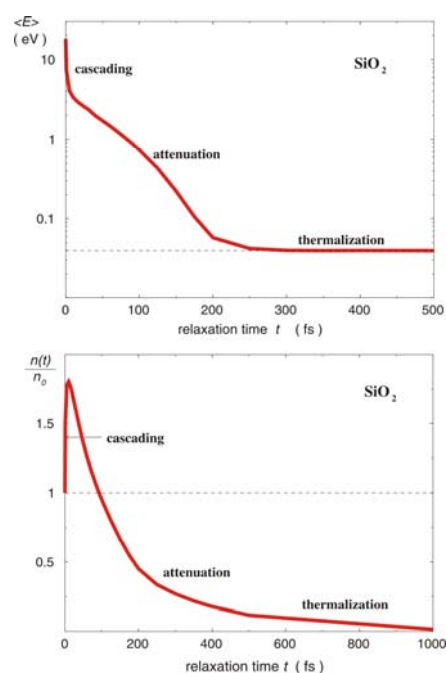 <E>
( eV )
10
cascading
SiO2
1
attenuation
0.1
thermalization
0 100 200 300 400 500
relaxation time t ( fs )
n(t)
n0
SiO2
1.5
cascading
1
0.5
attenuation
thermalization
0 200 400 600 800 1000
relaxation time t ( fs )